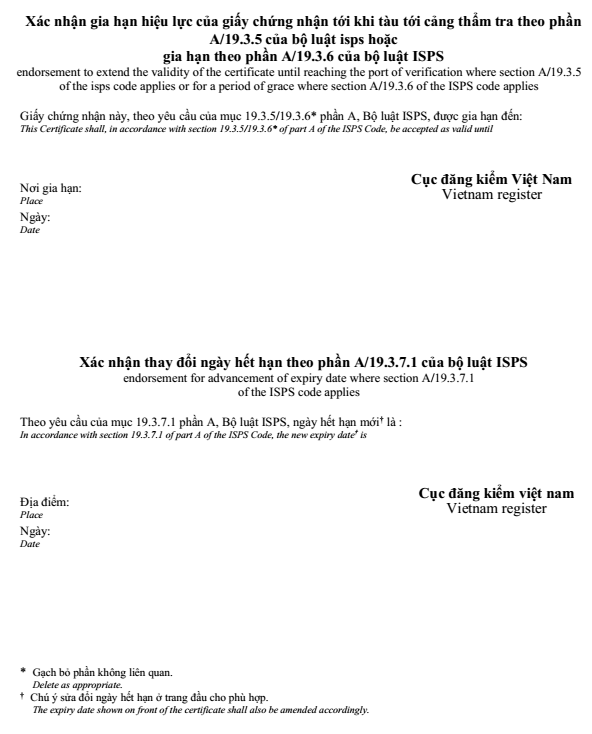 Xác nhận gia hạn hiệu lực của giấy chứng nhận tới khi tàu tới cảng thẩm tra theo phần
A/19.3.5 của bộ luật isps hoặc
gia hạn theo phần A/19.3.6 của bộ luật ISPS
endorsement to extend the validity of the certificate until reaching the port of verification where section A/19.3.5
of the isps code applies or for a period of grace where section A/19.3.6 of the ISPS code applies
Giấy chứng nhận này, theo yêu cầu của mục 19.3.5/19.3.6* phần A, Bộ luật ISPS, được gia hạn đến:
This Certificate shall, in accordance with section 19.3.5/19.3.6* of part A of the ISPS Code, be accepted as valid until
Cục đăng kiểm Việt Nam
Vietnam register
Nơi gia hạn:
Place
Ngày:
Date
Xác nhận thay đổi ngày hết hạn theo phần A/19.3.7.1 của bộ luật ISPS
endorsement for advancement of expiry date where section A/19.3.7.1
of the ISPS code applies
Theo yêu cầu của mục 19.3.7.1 phần A, Bộ luật ISPS, ngày hết hạn mới† là :
In accordance with section 19.3.7.1 of part A of the ISPS Code, the new expiry date† is
Cục đăng kiểm việt nam
Vietnam register
Địa điểm:
Place
Ngày:
Date
* Gạch bỏ phần không liên quan.
Delete as appropriate.
† Chú ý sửa đổi ngày hết hạn ở trang đầu cho phù hợp.
The expiry date shown on front of the certificate shall also be amended accordingly.